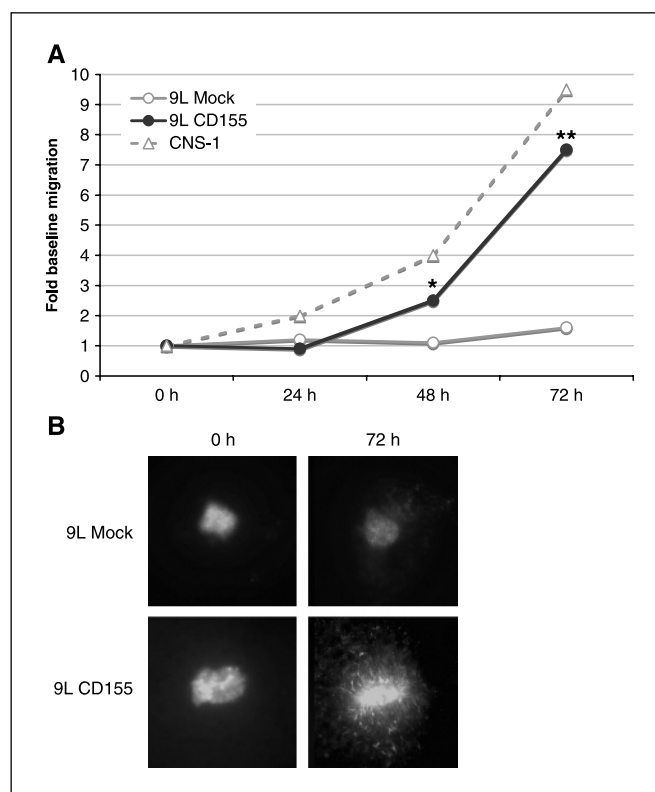 A
10
9
8
7
6
5
4
3
2
1
0
Fold baseline migration
9L Mock
9L CD155
CNS-1
*
**
0 h 24 h 48 h 72 h
B
0 h 72 h
9L Mock
9L CD155